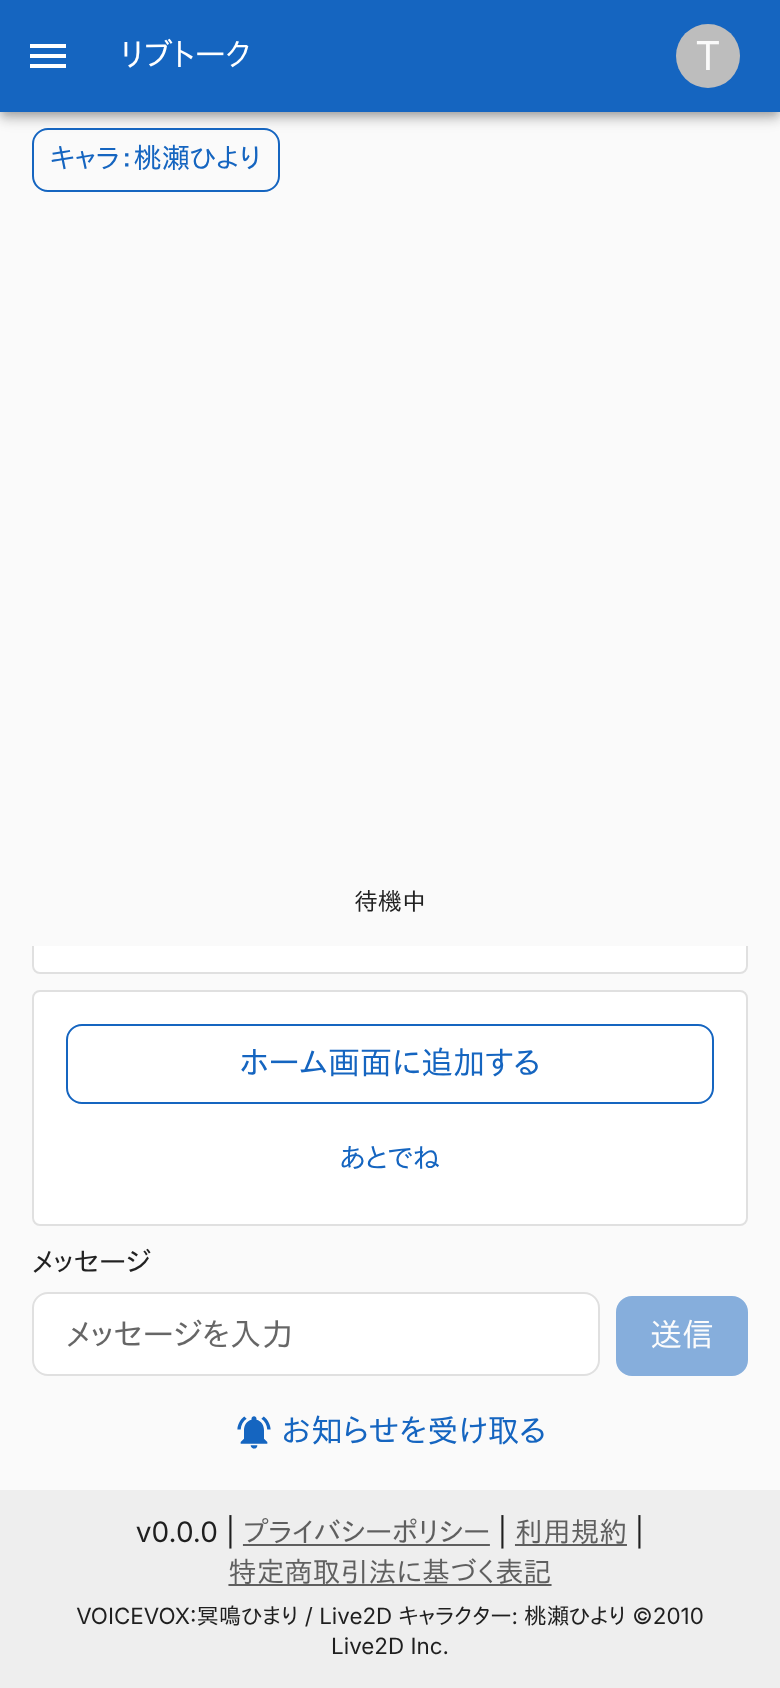 リブトーク
T
キャラ：桃瀬ひより
待機中
ホーム画面に追加する
あとでね
メッセージ
メッセージを入力
送信
お知らせを受け取る
v0.0.0 | プライバシーポリシー | 利用規約 |
特定商取引法に基づく表記
VOICEVOX:冥鳴ひまり / Live2D キャラクター: 桃瀬ひより ©2010
Live2D Inc.